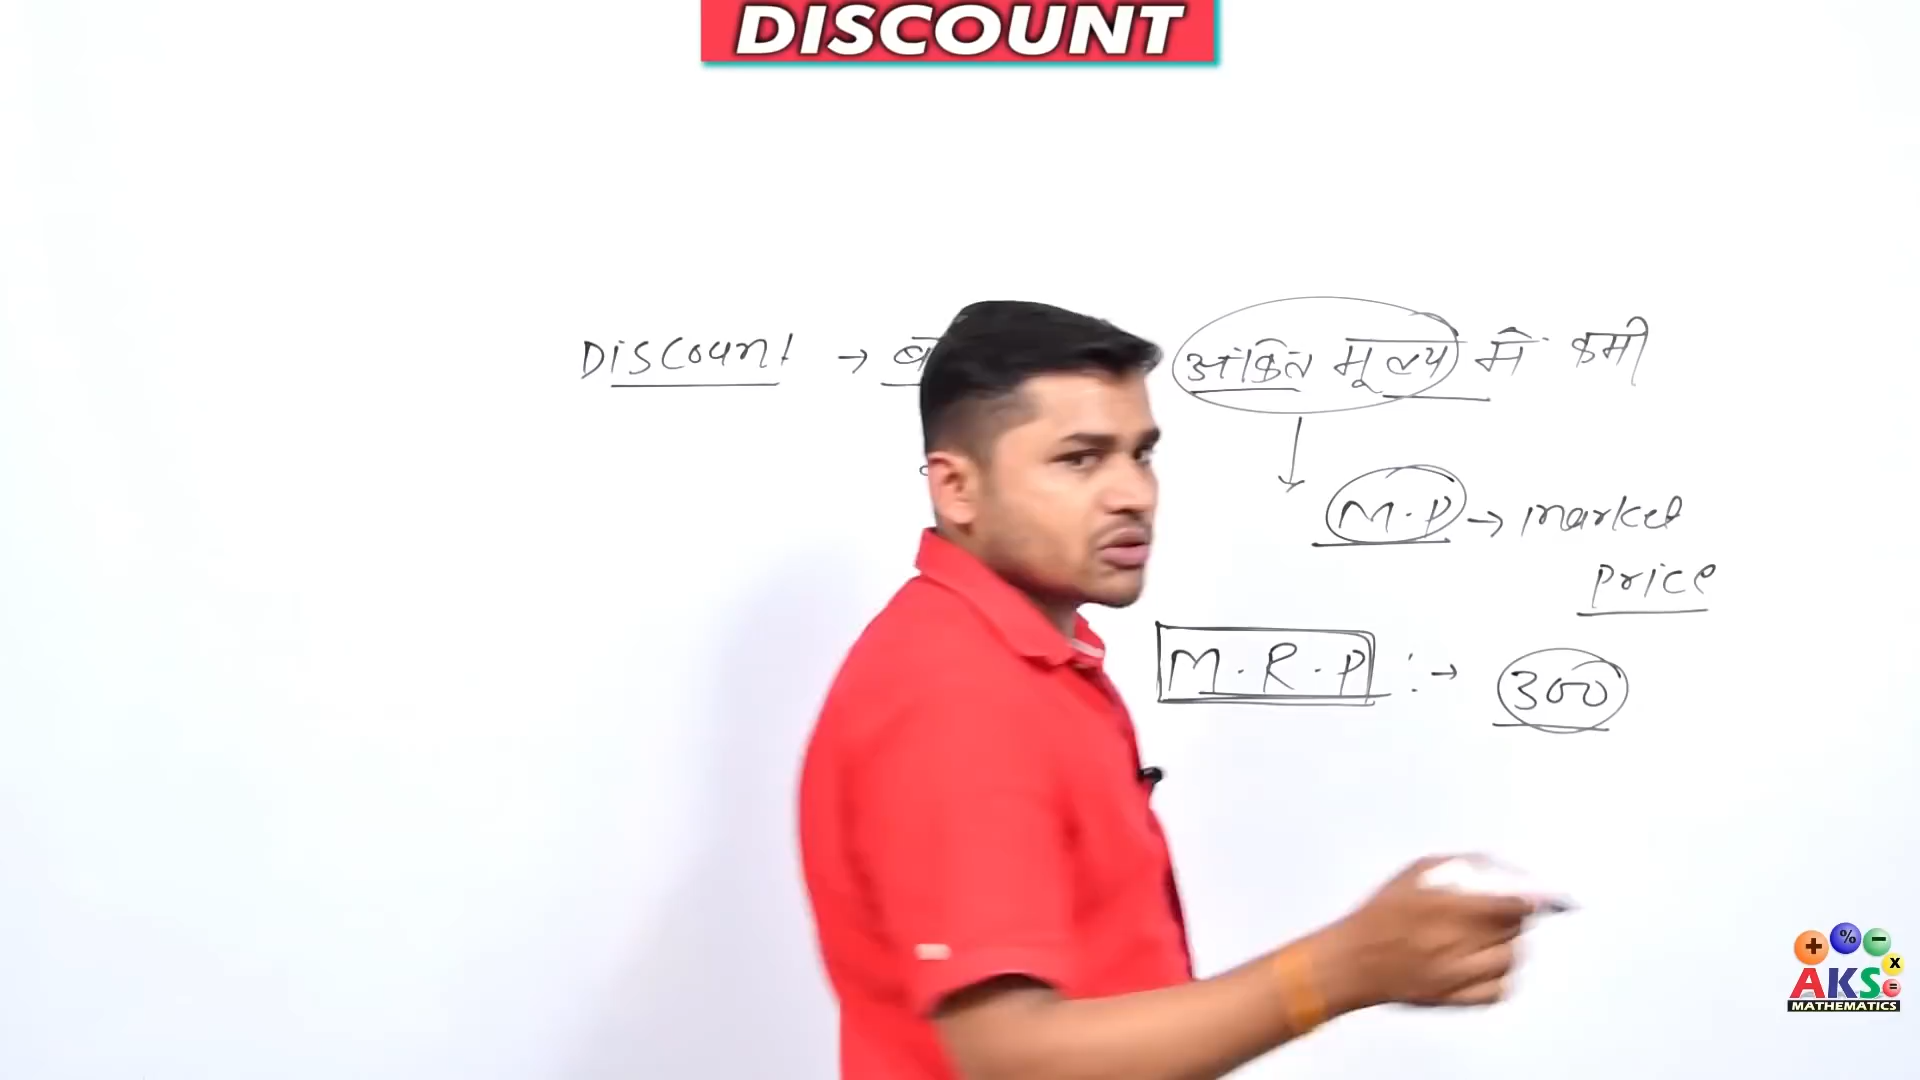 DISCOUNT
Discount → अंकित मूल्य में कमी
M.P → market
price
M.R.P :→ 300
+ % - x =
AKS
MATHEMATICS